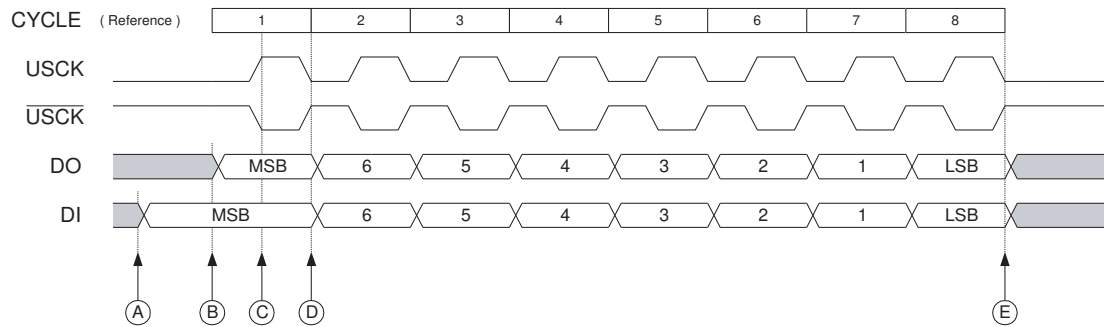 CYCLE ( Reference ) 1 2 3 4 5 6 7 8
USCK
USCK
DO MSB 6 5 4 3 2 1 LSB
DI MSB 6 5 4 3 2 1 LSB
A B C D E